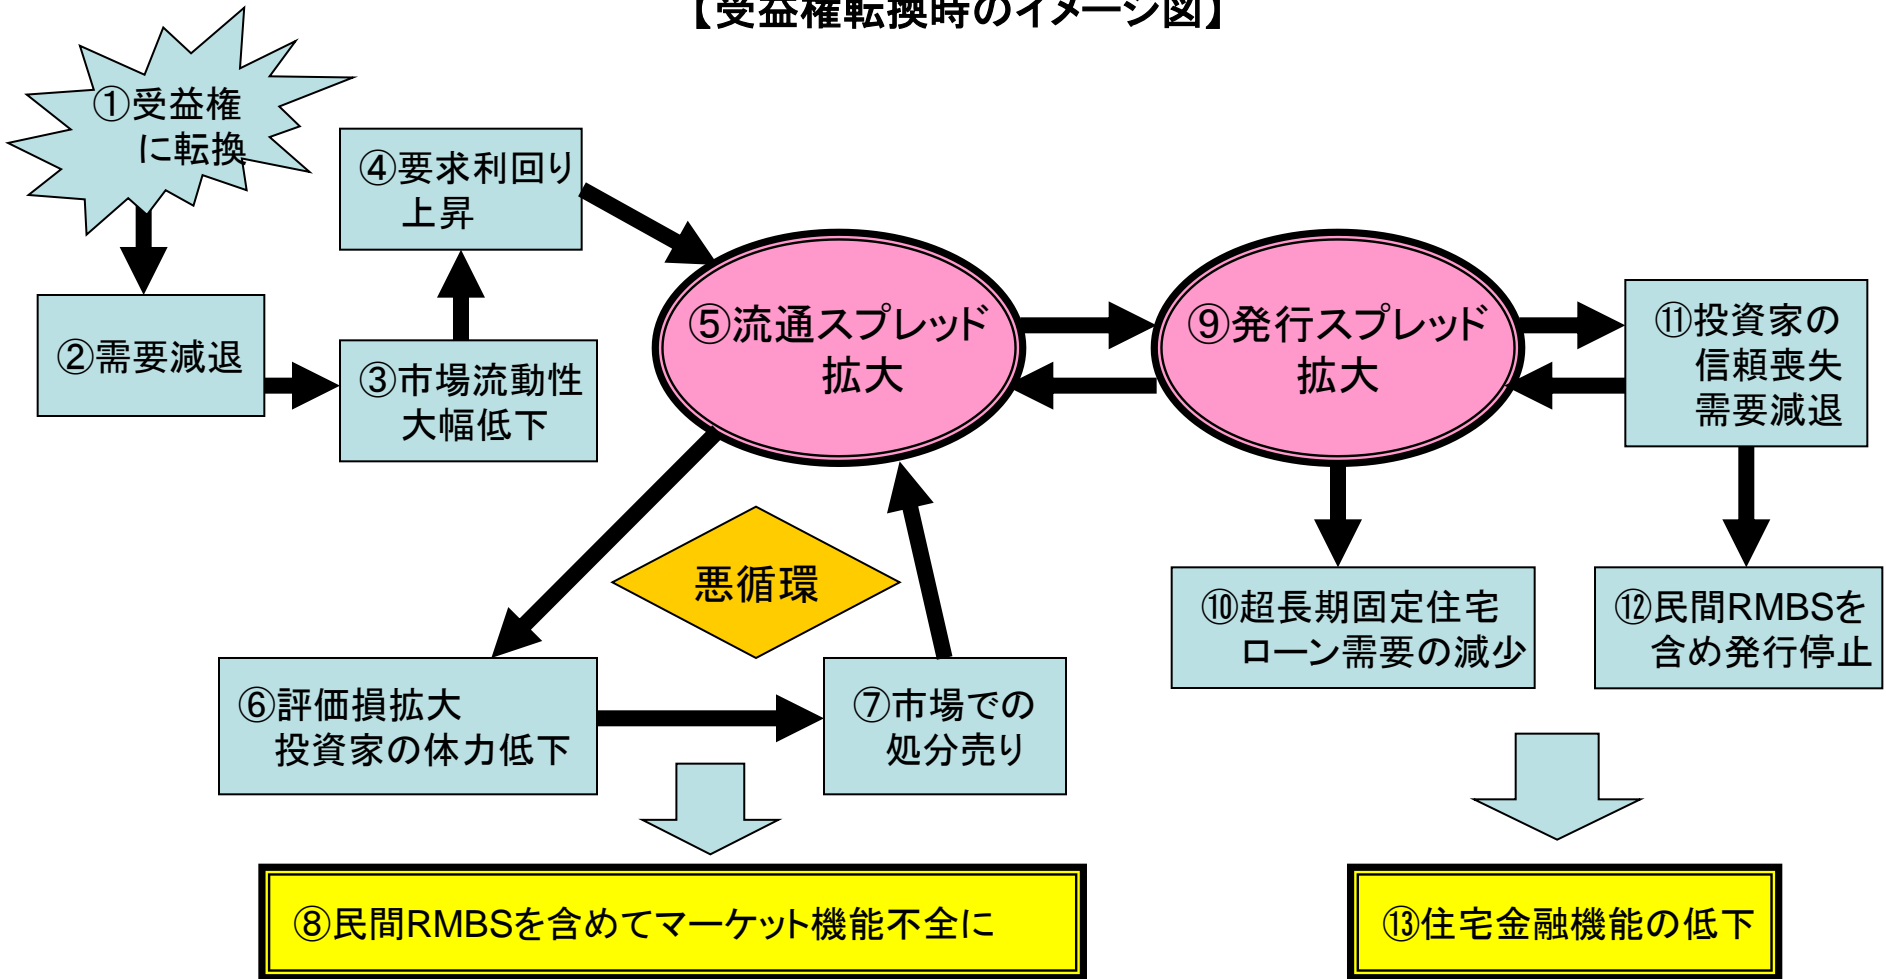 【受益権転換時のイメージ図】
①受益権
に転換
②需要減退
③市場流動性
大幅低下
④要求利回り
上昇
⑤流通スプレッド
拡大
⑥評価損拡大
投資家の体力低下
⑦市場での
処分売り
悪循環
⑧民間RMBSを含めてマーケット機能不全に
⑨発行スプレッド
拡大
⑩超長期固定住宅
ローン需要の減少
⑪投資家の
信頼喪失
需要減退
⑫民間RMBSを
含め発行停止
⑬住宅金融機能の低下